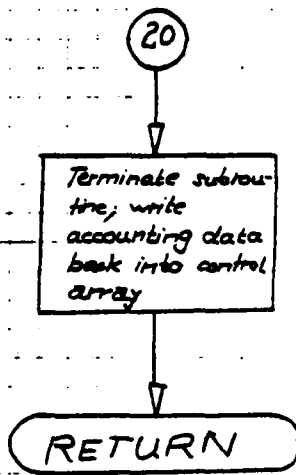 20
Terminate subrou-
tine; write
accounting data
back into control
array
RETURN